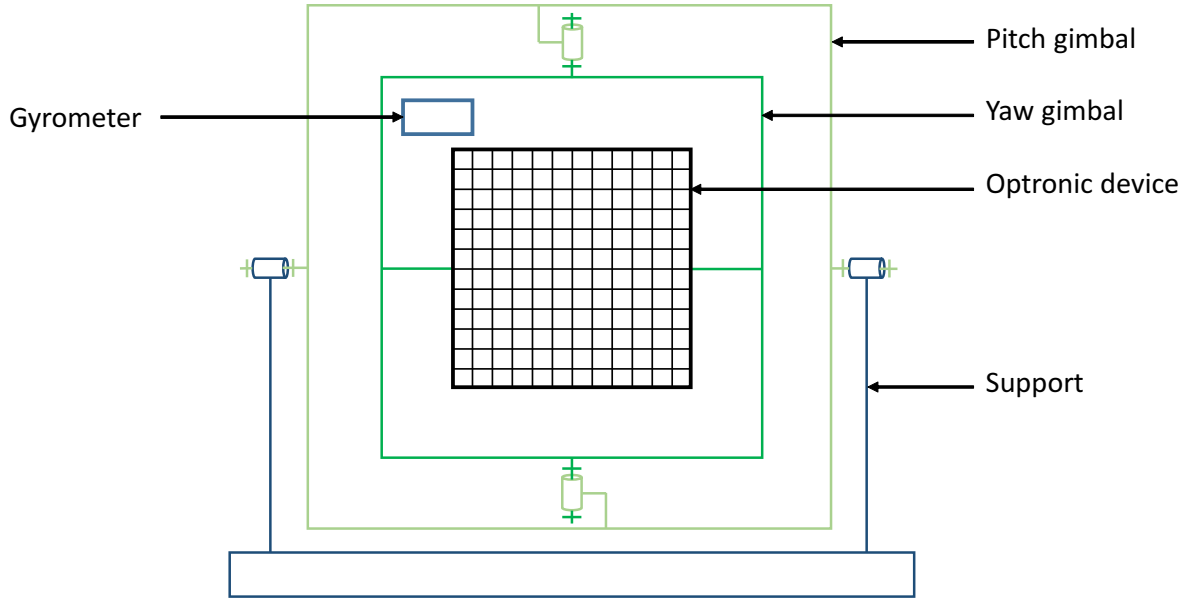 Pitch gimbal
Gyrometer
Yaw gimbal
Optronic device
Support